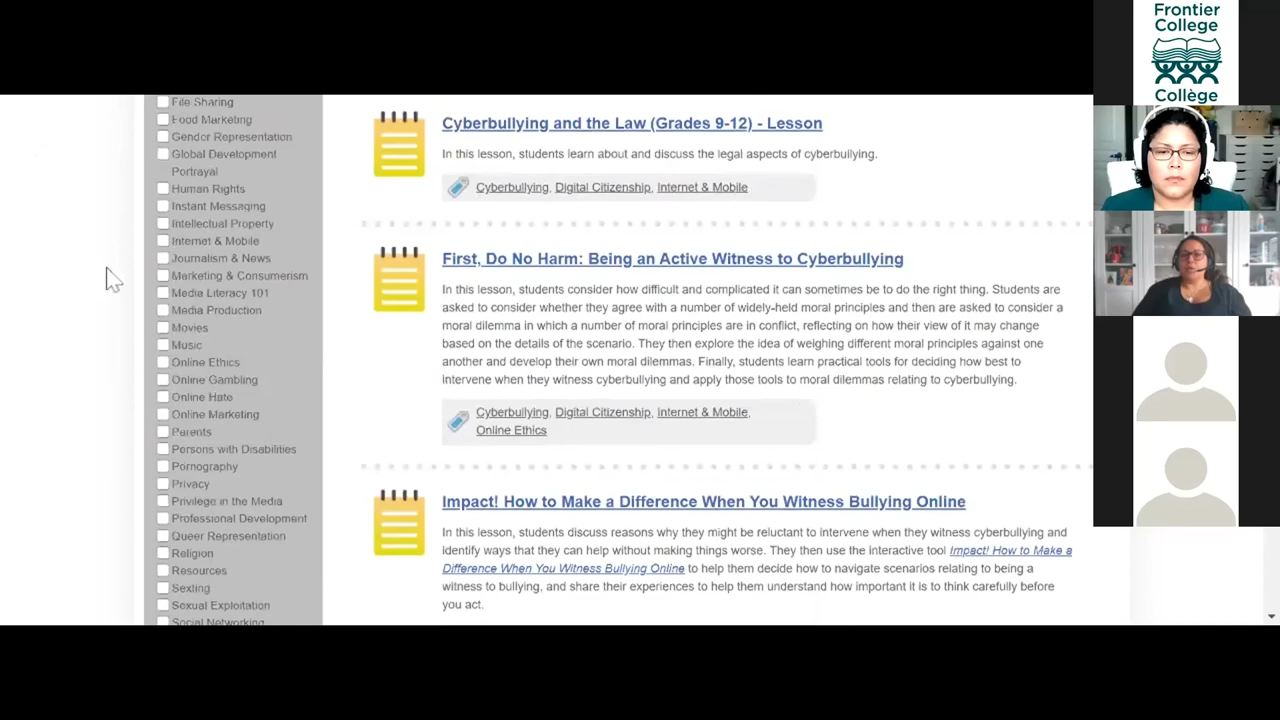 Frontier
College
Collège
File Sharing
Food Marketing
Gender Representation
Global Development
Portrayal
Human Rights
Instant Messaging
Intellectual Property
Internet & Mobile
Journalism & News
Marketing & Consumerism
Media Literacy 101
Media Production
Movies
Music
Online Ethics
Online Gambling
Online Hate
Online Marketing
Parents
Persons with Disabilities
Pornography
Privacy
Privilege in the Media
Professional Development
Queer Representation
Religion
Resources
Sexting
Sexual Exploitation
Social Networking
Cyberbullying and the Law (Grades 9-12) - Lesson
In this lesson, students learn about and discuss the legal aspects of cyberbullying.
Cyberbullying, Digital Citizenship, Internet & Mobile
First, Do No Harm: Being an Active Witness to Cyberbullying
In this lesson, students consider how difficult and complicated it can sometimes be to do the right thing. Students are
asked to consider whether they agree with a number of widely-held moral principles and then are asked to consider a
moral dilemma in which a number of moral principles are in conflict, reflecting on how their view of it may change
based on the details of the scenario. They then explore the idea of weighing different moral principles against one
another and develop their own moral dilemmas. Finally, students learn practical tools for deciding how best to
intervene when they witness cyberbullying and apply those tools to moral dilemmas relating to cyberbullying.
Cyberbullying, Digital Citizenship, Internet & Mobile,
Online Ethics
Impact! How to Make a Difference When You Witness Bullying Online
In this lesson, students discuss reasons why they might be reluctant to intervene when they witness cyberbullying and
identify ways that they can help without making things worse. They then use the interactive tool Impact! How to Make a
Difference When You Witness Bullying Online to help them decide how to navigate scenarios relating to being a
witness to bullying, and share their experiences to help them understand how important it is to think carefully before
you act.